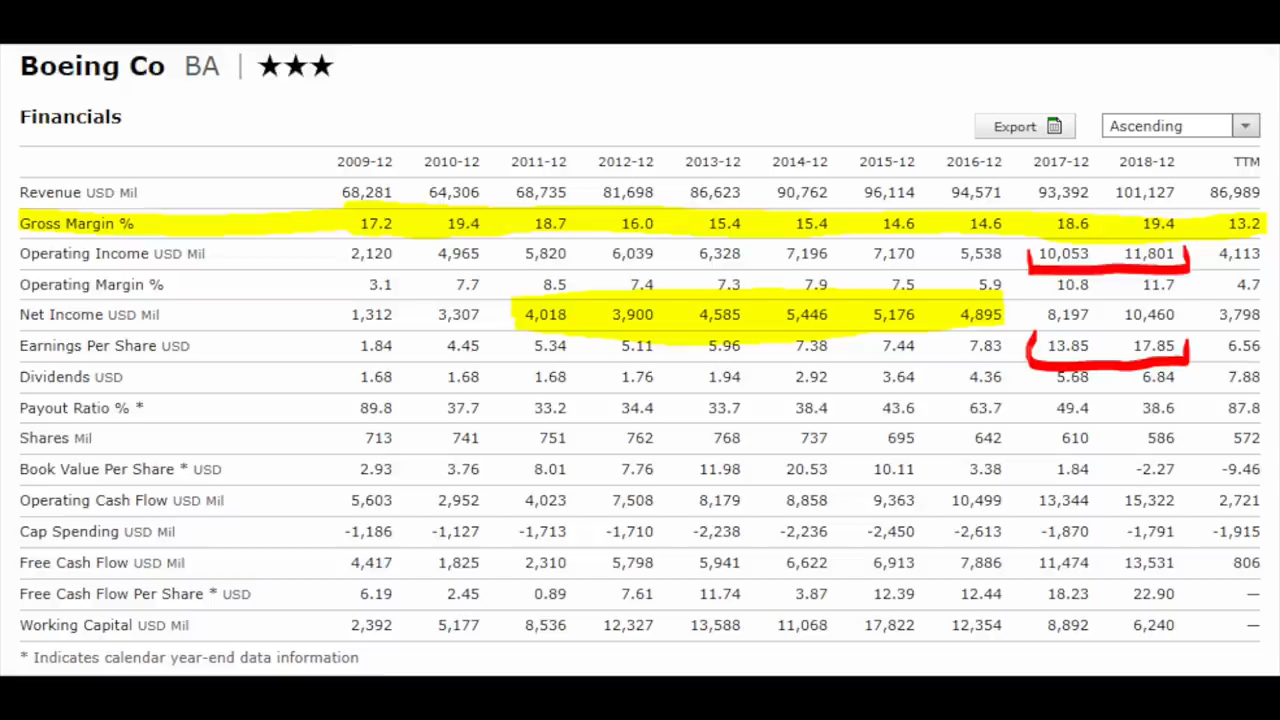 Boeing Co BA | ★★★
Financials
Export Ascending
2009-12 2010-12 2011-12 2012-12 2013-12 2014-12 2015-12 2016-12 2017-12 2018-12 TTM
Revenue USD Mil 68,281 64,306 68,735 81,698 86,623 90,762 96,114 94,571 93,392 101,127 86,989
Gross Margin % 17.2 19.4 18.7 16.0 15.4 15.4 14.6 14.6 18.6 19.4 13.2
Operating Income USD Mil 2,120 4,965 5,820 6,039 6,328 7,196 7,170 5,538 10,053 11,801 4,113
Operating Margin % 3.1 7.7 8.5 7.4 7.3 7.9 7.5 5.9 10.8 11.7 4.7
Net Income USD Mil 1,312 3,307 4,018 3,900 4,585 5,446 5,176 4,895 8,197 10,460 3,798
Earnings Per Share USD 1.84 4.45 5.34 5.11 5.96 7.38 7.44 7.83 13.85 17.85 6.56
Dividends USD 1.68 1.68 1.68 1.76 1.94 2.92 3.64 4.36 5.68 6.84 7.88
Payout Ratio % * 89.8 37.7 33.2 34.4 33.7 38.4 43.6 63.7 49.4 38.6 87.8
Shares Mil 713 741 751 762 768 737 695 642 610 586 572
Book Value Per Share * USD 2.93 3.76 8.01 7.76 11.98 20.53 10.11 3.38 1.84 -2.27 -9.46
Operating Cash Flow USD Mil 5,603 2,952 4,023 7,508 8,179 8,858 9,363 10,499 13,344 15,322 2,721
Cap Spending USD Mil -1,186 -1,127 -1,713 -1,710 -2,238 -2,236 -2,450 -2,613 -1,870 -1,791 -1,915
Free Cash Flow USD Mil 4,417 1,825 2,310 5,798 5,941 6,622 6,913 7,886 11,474 13,531 806
Free Cash Flow Per Share * USD 6.19 2.45 0.89 7.61 11.74 3.87 12.39 12.44 18.23 22.90 —
Working Capital USD Mil 2,392 5,177 8,536 12,327 13,588 11,068 17,822 12,354 8,892 6,240 —
* Indicates calendar year-end data information